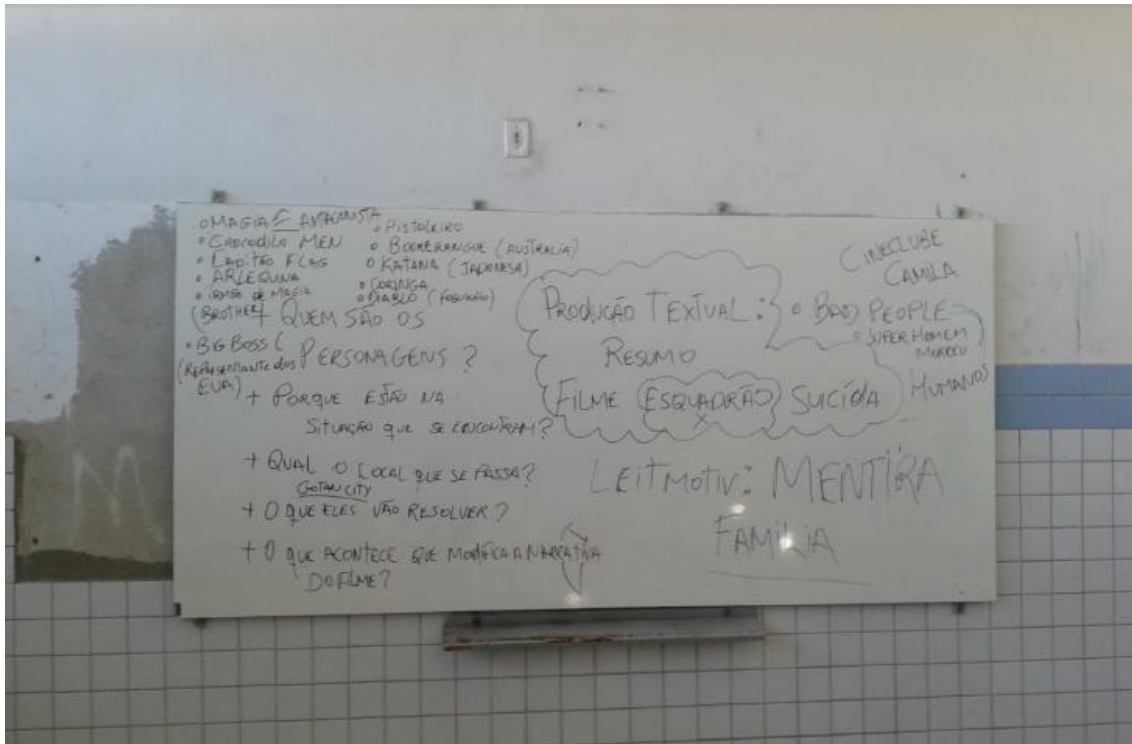 o MAGIA ANTAGONISTA
o CROCODILO MEN
o CAPITÃO FLAG
o ARLEQUINA
o IRMÃO DE MAGIA
(BROTHER)
o PISTOLEIRO
o BOOMERANGUE (AUSTRALIA)
o KATANA (JAPONESA)
o CORINGA
o DIABLO (FOQUINHO)
+ QUEM SÃO OS
PERSONAGENS?
o BIG BOSS
(REPRESENTANTE DOS
EUA)
+ PORQUE ESTÃO NA
SITUAÇÃO QUE SE ENCONTRAM?
+ QUAL O LOCAL QUE SE PASSA?
GOTAN CITY
+ O QUE ELES VÃO RESOLVER?
+ O QUE ACONTECE QUE MODIFICA A NARRATIVA
DO FILME?
PRODUÇÃO TEXTUAL:
RESUMO
FILME ESQUADRÃO SUICÍDA
CINECLUBE
CAMILA
o BAD PEOPLE
o SUPER HOMEM
MORREU
HUMANOS
LEITMOTIV: MENTIRA
FAMÍLIA
M